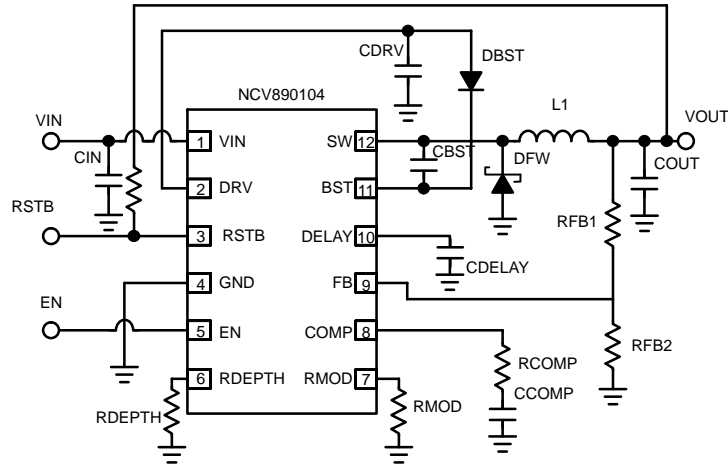 CDRV
DBST
NCV890104
L1
VIN
VOUT
CIN
1
VIN
SW
12
CBST
DFW
COUT
2
DRV
BST
11
RSTB
3
RSTB
DELAY
10
RFB1
CDELAY
4
GND
FB
9
EN
5
EN
COMP
8
RFB2
RCOMP
6
RDEPTH
RMOD
7
CCOMP
RDEPTH
RMOD